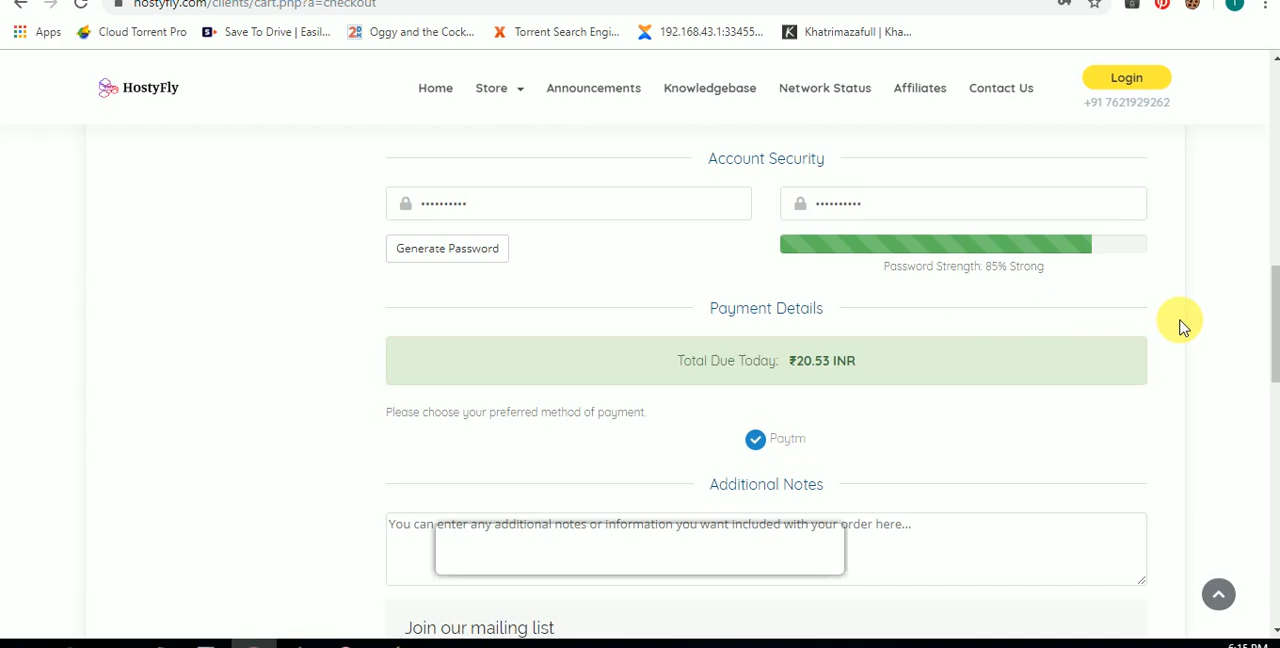 hostyfly.com/clients/cart.php?a=checkout
Apps Cloud Torrent Pro Save To Drive | Easil... Oggy and the Cock... Torrent Search Engi... 192.168.43.1:33455... Khatrimazafull | Kha...
HostyFly Home Store Announcements Knowledgebase Network Status Affiliates Contact Us Login
+91 7621929262
Account Security
•••••••••• ••••••••••
Generate Password
Password Strength: 85% Strong
Payment Details
Total Due Today: ₹20.53 INR
Please choose your preferred method of payment.
Paytm
Additional Notes
You can enter any additional notes or information you want included with your order here...
Join our mailing list
6:15 PM